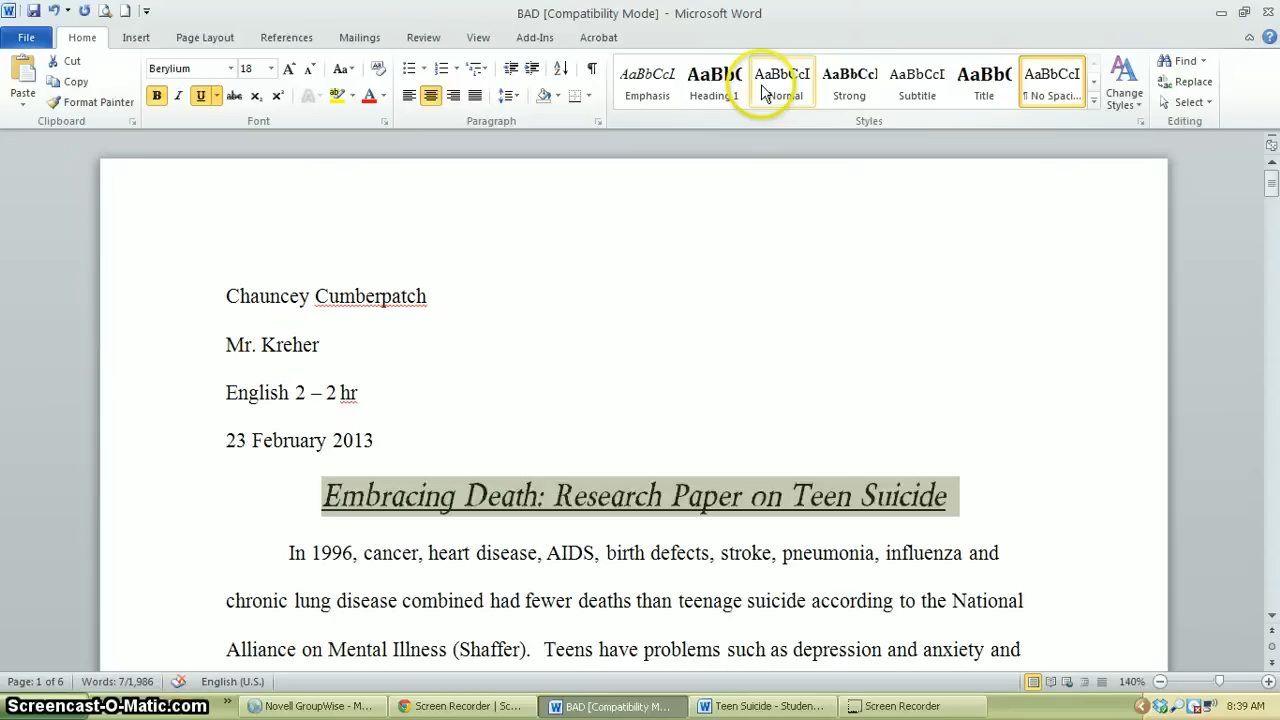 BAD [Compatibility Mode] - Microsoft Word
File Home Insert Page Layout References Mailings Review View Add-Ins Acrobat
Paste Cut Copy Format Painter Clipboard
Berylium 18 Aa B I U abc x₂ x² A Font
Paragraph
AaBbCcI Emphasis AaBb( Heading 1 AaBbCcI Normal AaBbCcI Strong AaBbCcI Subtitle AaBb( Title AaBbCcI ¶ No Spaci... Change Styles Styles
Find Replace Select Editing
Chauncey Cumberpatch
Mr. Kreher
English 2 – 2 hr
23 February 2013
Embracing Death: Research Paper on Teen Suicide
In 1996, cancer, heart disease, AIDS, birth defects, stroke, pneumonia, influenza and
chronic lung disease combined had fewer deaths than teenage suicide according to the National
Alliance on Mental Illness (Shaffer).  Teens have problems such as depression and anxiety and
Page: 1 of 6 Words: 7/1,986 English (U.S.) 140%
Screencast-O-Matic.com » Novell GroupWise - M... Screen Recorder | Sc... BAD [Compatibility M... Teen Suicide - Studen... Screen Recorder 8:39 AM